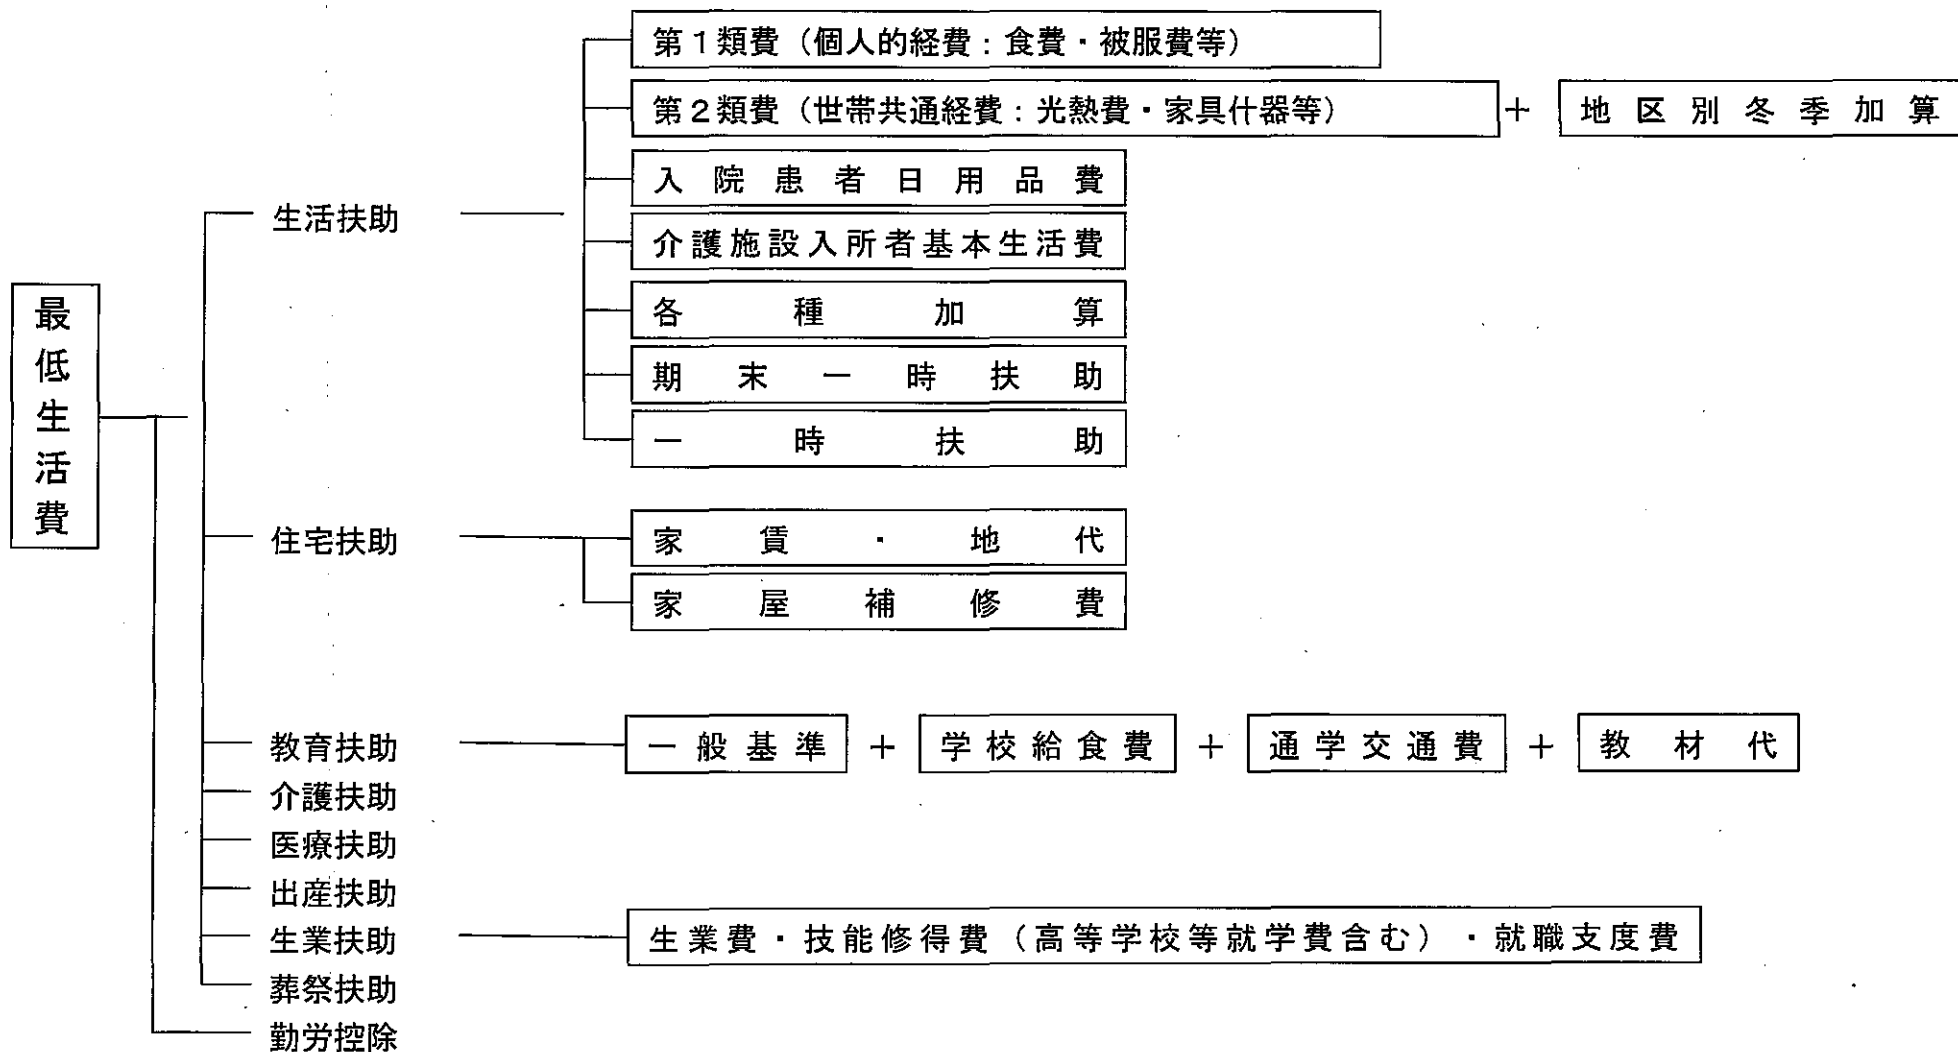 第1類費（個人的経費：食費・被服費等）
第2類費（世帯共通経費：光熱費・家具什器等） ＋ 地区別冬季加算
入院患者日用品費
生活扶助
介護施設入所者基本生活費
各種加算
期末一時扶助
一時扶助
最低生活費
住宅扶助 家賃・地代
家屋補修費
教育扶助 一般基準 ＋ 学校給食費 ＋ 通学交通費 ＋ 教材代
介護扶助
医療扶助
出産扶助
生業扶助 生業費・技能修得費（高等学校等就学費含む）・就職支度費
葬祭扶助
勤労控除